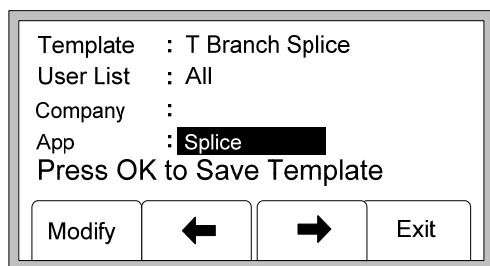 Template : T Branch Splice
User List : All
Company :
App : Splice
Press OK to Save Template
Modify ← → Exit